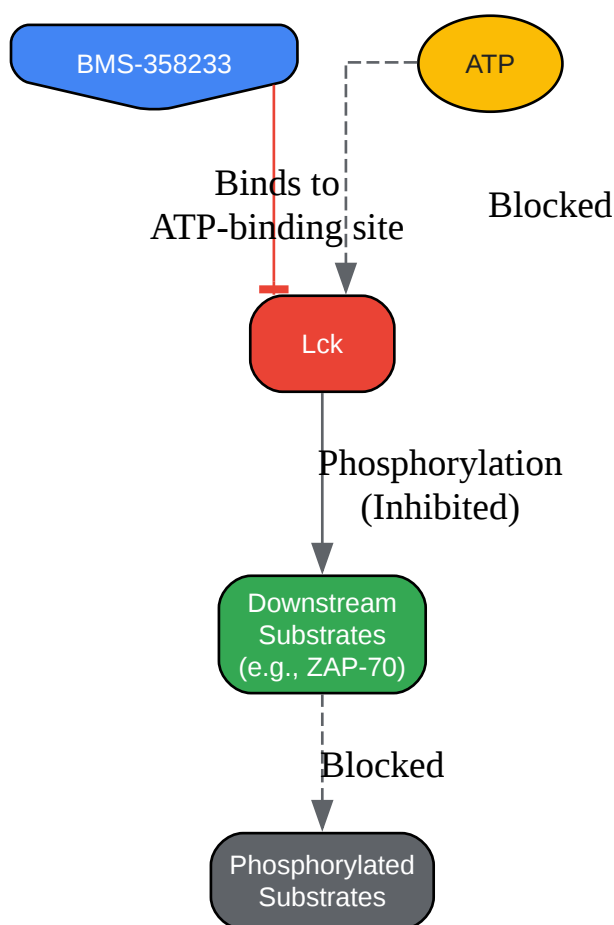 BMS-358233
ATP
Binds to
ATP-binding site
Blocked
Lck
Phosphorylation
(Inhibited)
Downstream
Substrates
(e.g., ZAP-70)
Blocked
Phosphorylated
Substrates